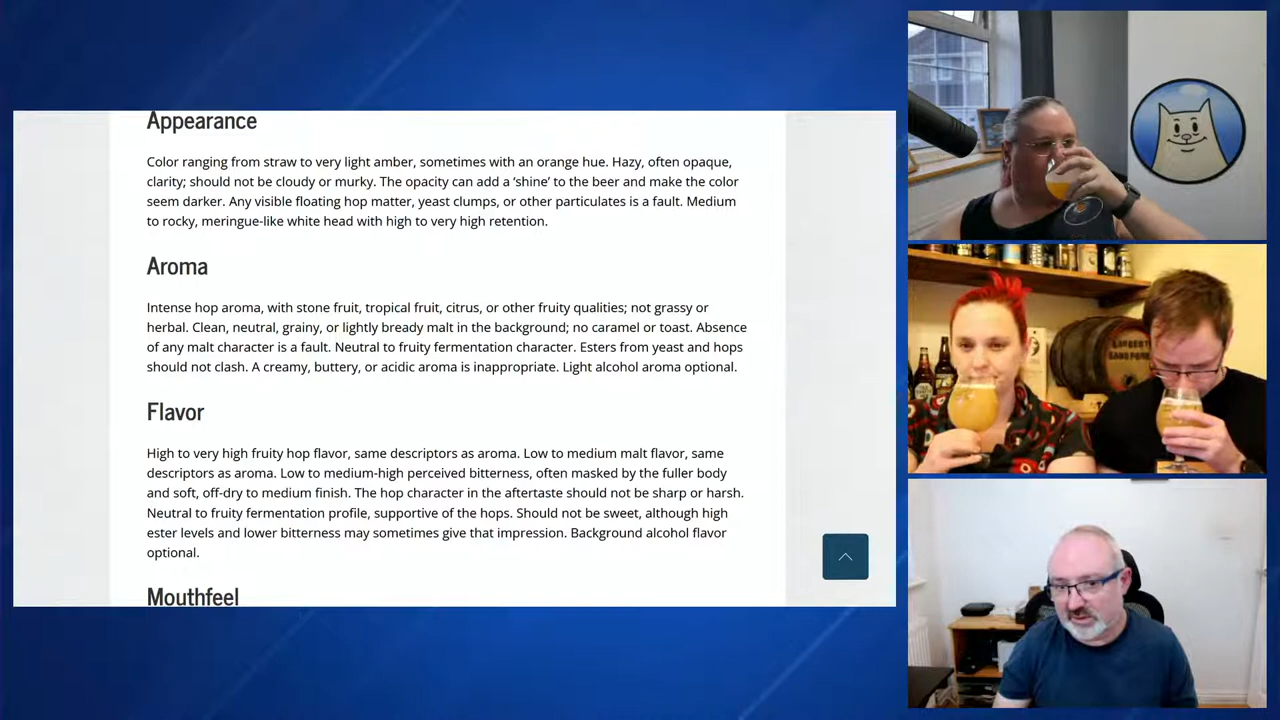 Appearance
Color ranging from straw to very light amber, sometimes with an orange hue. Hazy, often opaque,
clarity; should not be cloudy or murky. The opacity can add a ‘shine’ to the beer and make the color
seem darker. Any visible floating hop matter, yeast clumps, or other particulates is a fault. Medium
to rocky, meringue-like white head with high to very high retention.
Aroma
Intense hop aroma, with stone fruit, tropical fruit, citrus, or other fruity qualities; not grassy or
herbal. Clean, neutral, grainy, or lightly bready malt in the background; no caramel or toast. Absence
of any malt character is a fault. Neutral to fruity fermentation character. Esters from yeast and hops
should not clash. A creamy, buttery, or acidic aroma is inappropriate. Light alcohol aroma optional.
Flavor
High to very high fruity hop flavor, same descriptors as aroma. Low to medium malt flavor, same
descriptors as aroma. Low to medium-high perceived bitterness, often masked by the fuller body
and soft, off-dry to medium finish. The hop character in the aftertaste should not be sharp or harsh.
Neutral to fruity fermentation profile, supportive of the hops. Should not be sweet, although high
ester levels and lower bitterness may sometimes give that impression. Background alcohol flavor
optional.
Mouthfeel